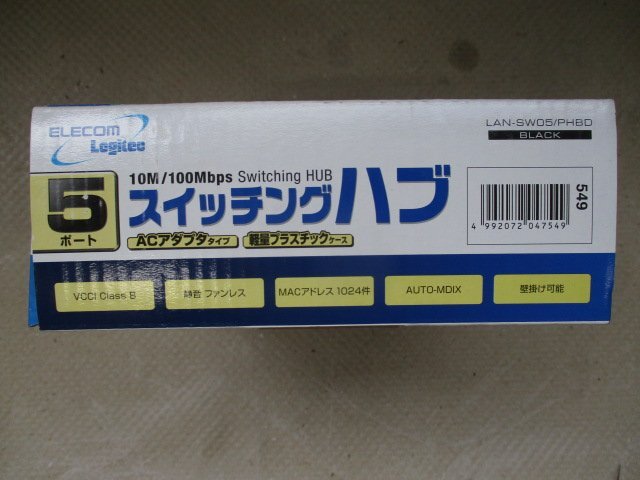 ELECOM
Logitec
LAN-SW05/PHBD
BLACK
10M/100Mbps Switching HUB
5
ポート
スイッチングハブ
ACアダプタタイプ
軽量プラスチックケース
549
4 992072 047549
VCCI Class B
静音 ファンレス
MACアドレス 1024件
AUTO-MDIX
壁掛け可能